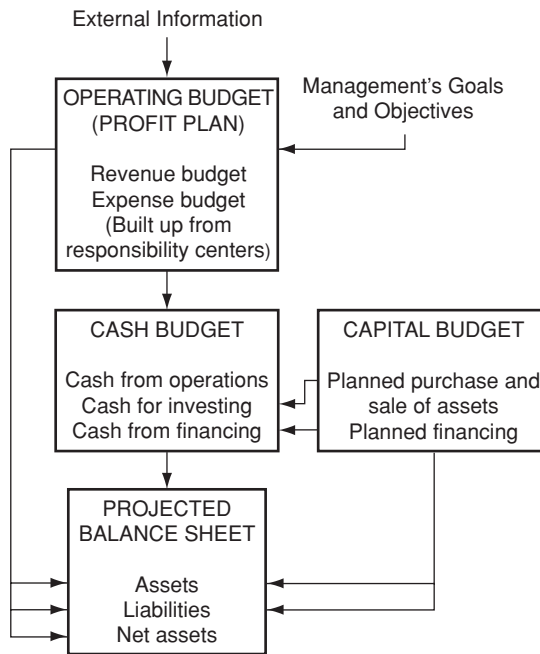 External Information
OPERATING BUDGET
(PROFIT PLAN)
Revenue budget
Expense budget
(Built up from
responsibility centers)
Management's Goals
and Objectives
CASH BUDGET
Cash from operations
Cash for investing
Cash from financing
CAPITAL BUDGET
Planned purchase and
sale of assets
Planned financing
PROJECTED
BALANCE SHEET
Assets
Liabilities
Net assets